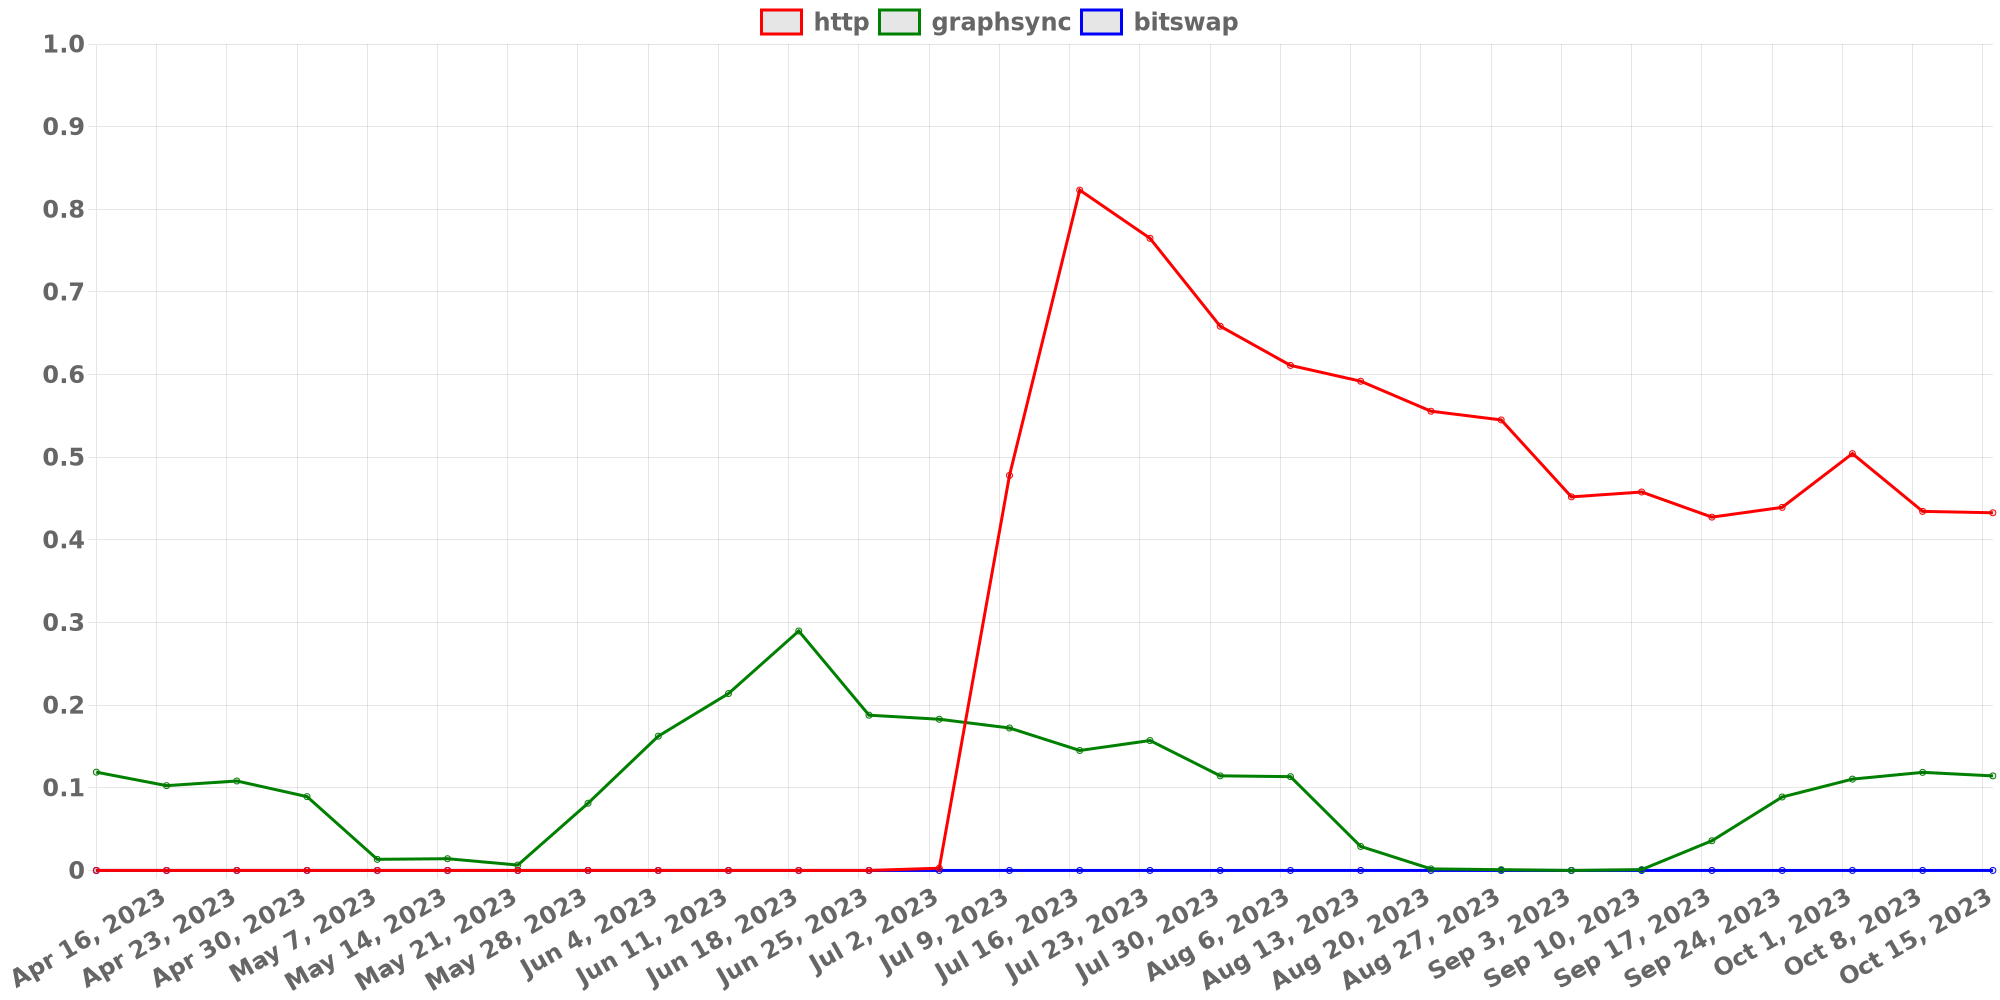 http graphsync bitswap
1.0
0.9
0.8
0.7
0.6
0.5
0.4
0.3
0.2
0.1
0
Apr 16, 2023
Apr 23, 2023
Apr 30, 2023
May 7, 2023
May 14, 2023
May 21, 2023
May 28, 2023
Jun 4, 2023
Jun 11, 2023
Jun 18, 2023
Jun 25, 2023
Jul 2, 2023
Jul 9, 2023
Jul 16, 2023
Jul 23, 2023
Jul 30, 2023
Aug 6, 2023
Aug 13, 2023
Aug 20, 2023
Aug 27, 2023
Sep 3, 2023
Sep 10, 2023
Sep 17, 2023
Sep 24, 2023
Oct 1, 2023
Oct 8, 2023
Oct 15, 2023